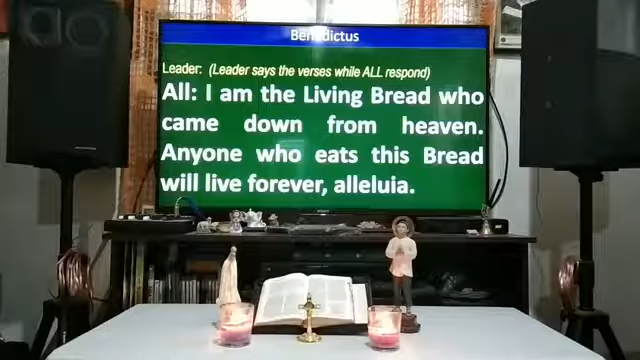 Benedictus
Leader: (Leader says the verses while ALL respond)
All: I am the Living Bread who
came down from heaven.
Anyone who eats this Bread
will live forever, alleluia.